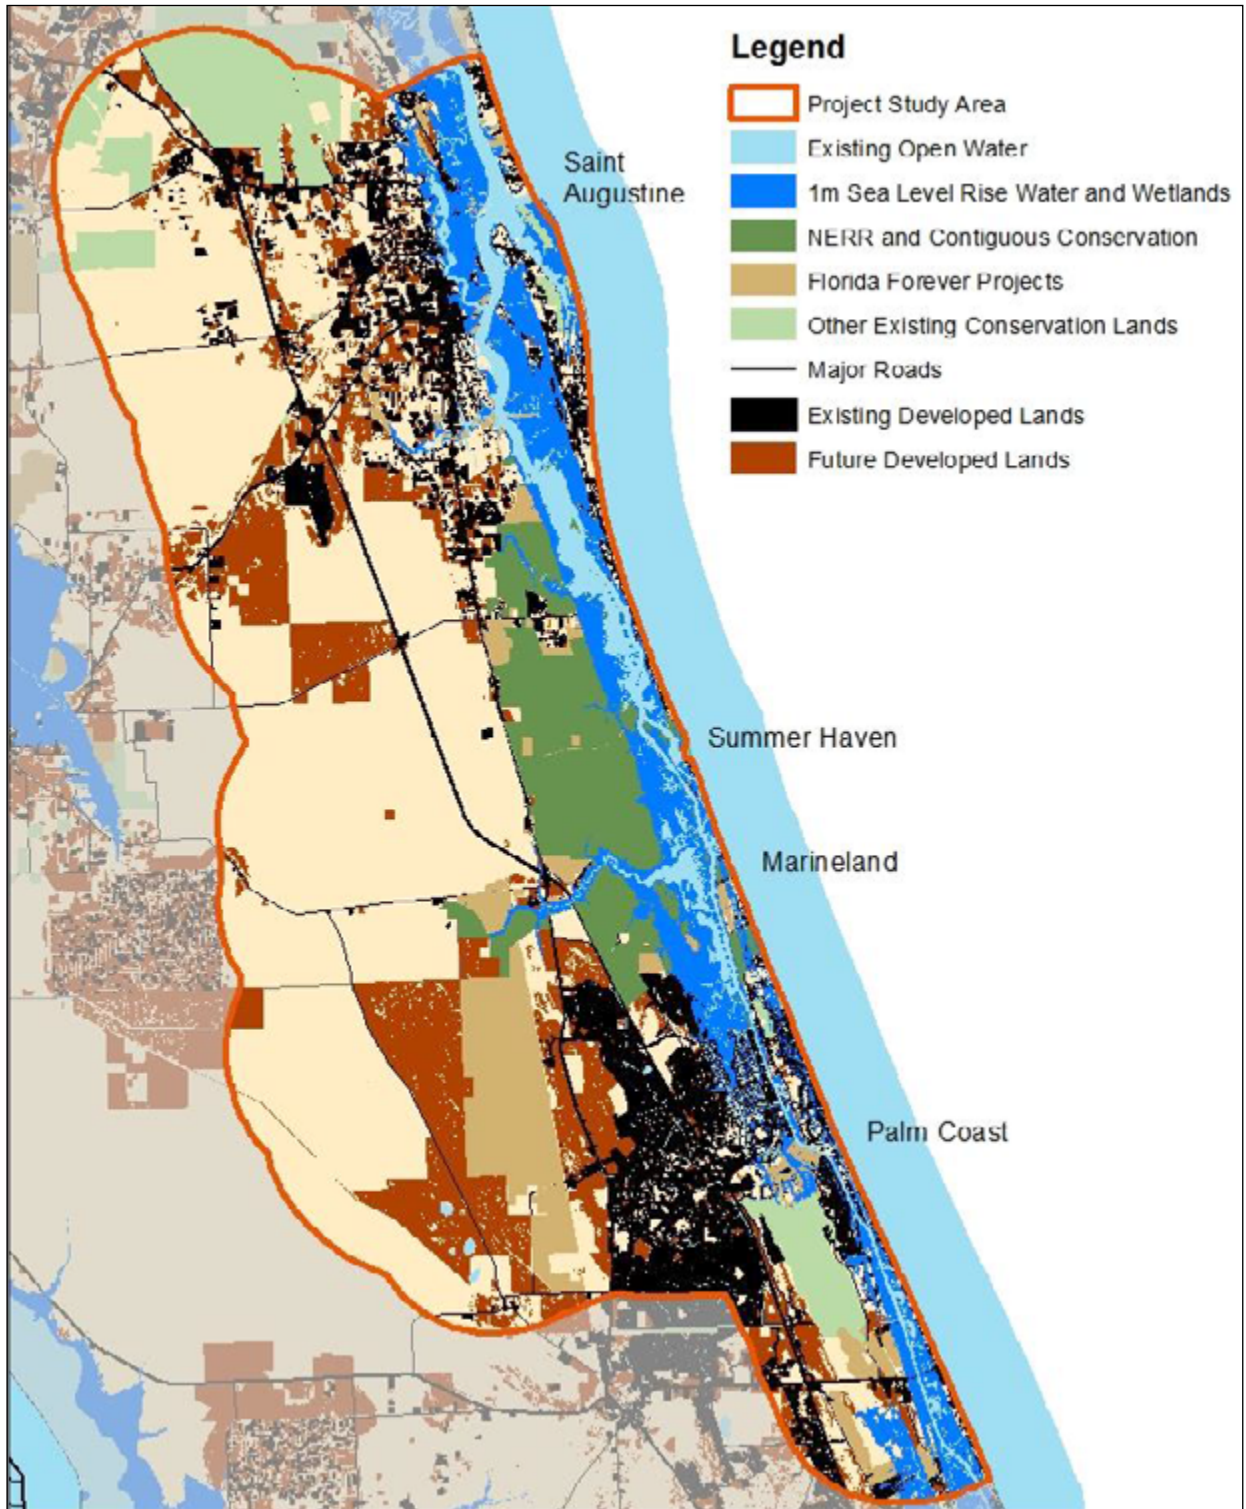 Legend
Project Study Area
Existing Open Water
1m Sea Level Rise Water and Wetlands
NERR and Contiguous Conservation
Florida Forever Projects
Other Existing Conservation Lands
Major Roads
Existing Developed Lands
Future Developed Lands
Saint
Augustine
Summer Haven
Marineland
Palm Coast